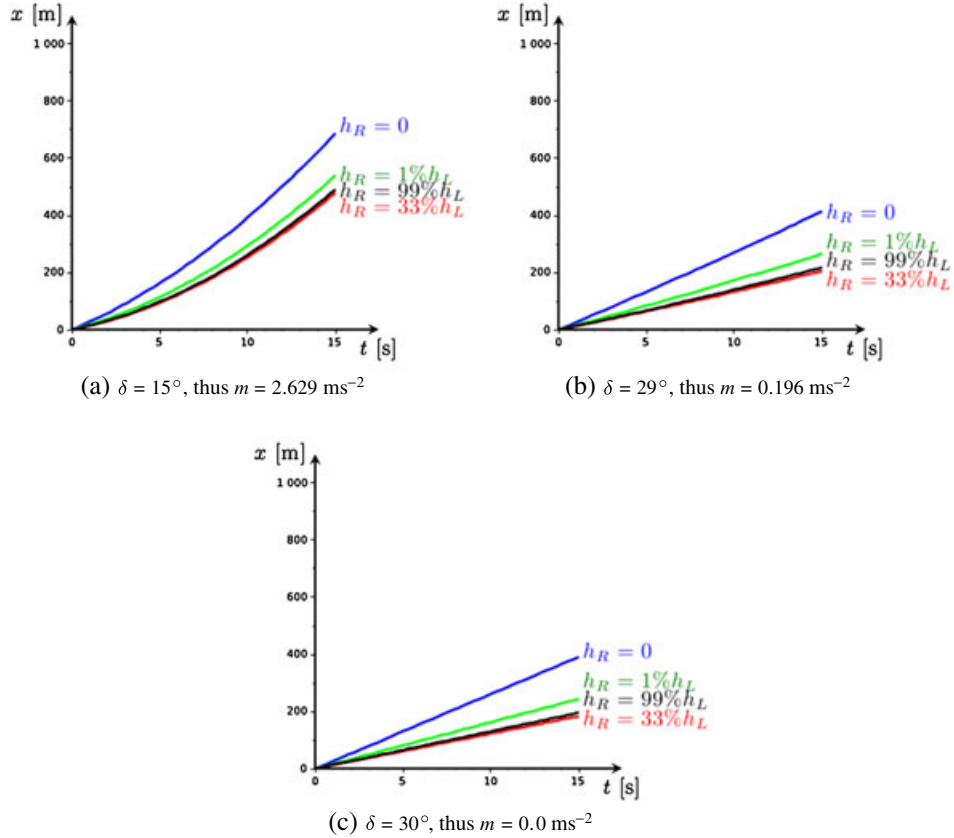 x [m]
1 000
800
600
400
200
0
h_R = 0
h_R = 1%h_L
h_R = 99%h_L
h_R = 33%h_L
0 5 10 15
t [s]
(a) δ = 15°, thus m = 2.629 ms⁻²
x [m]
1 000
800
600
400
200
0
h_R = 0
h_R = 1%h_L
h_R = 99%h_L
h_R = 33%h_L
0 5 10 15
t [s]
(b) δ = 29°, thus m = 0.196 ms⁻²
x [m]
1 000
800
600
400
200
0
h_R = 0
h_R = 1%h_L
h_R = 99%h_L
h_R = 33%h_L
0 5 10 15
t [s]
(c) δ = 30°, thus m = 0.0 ms⁻²